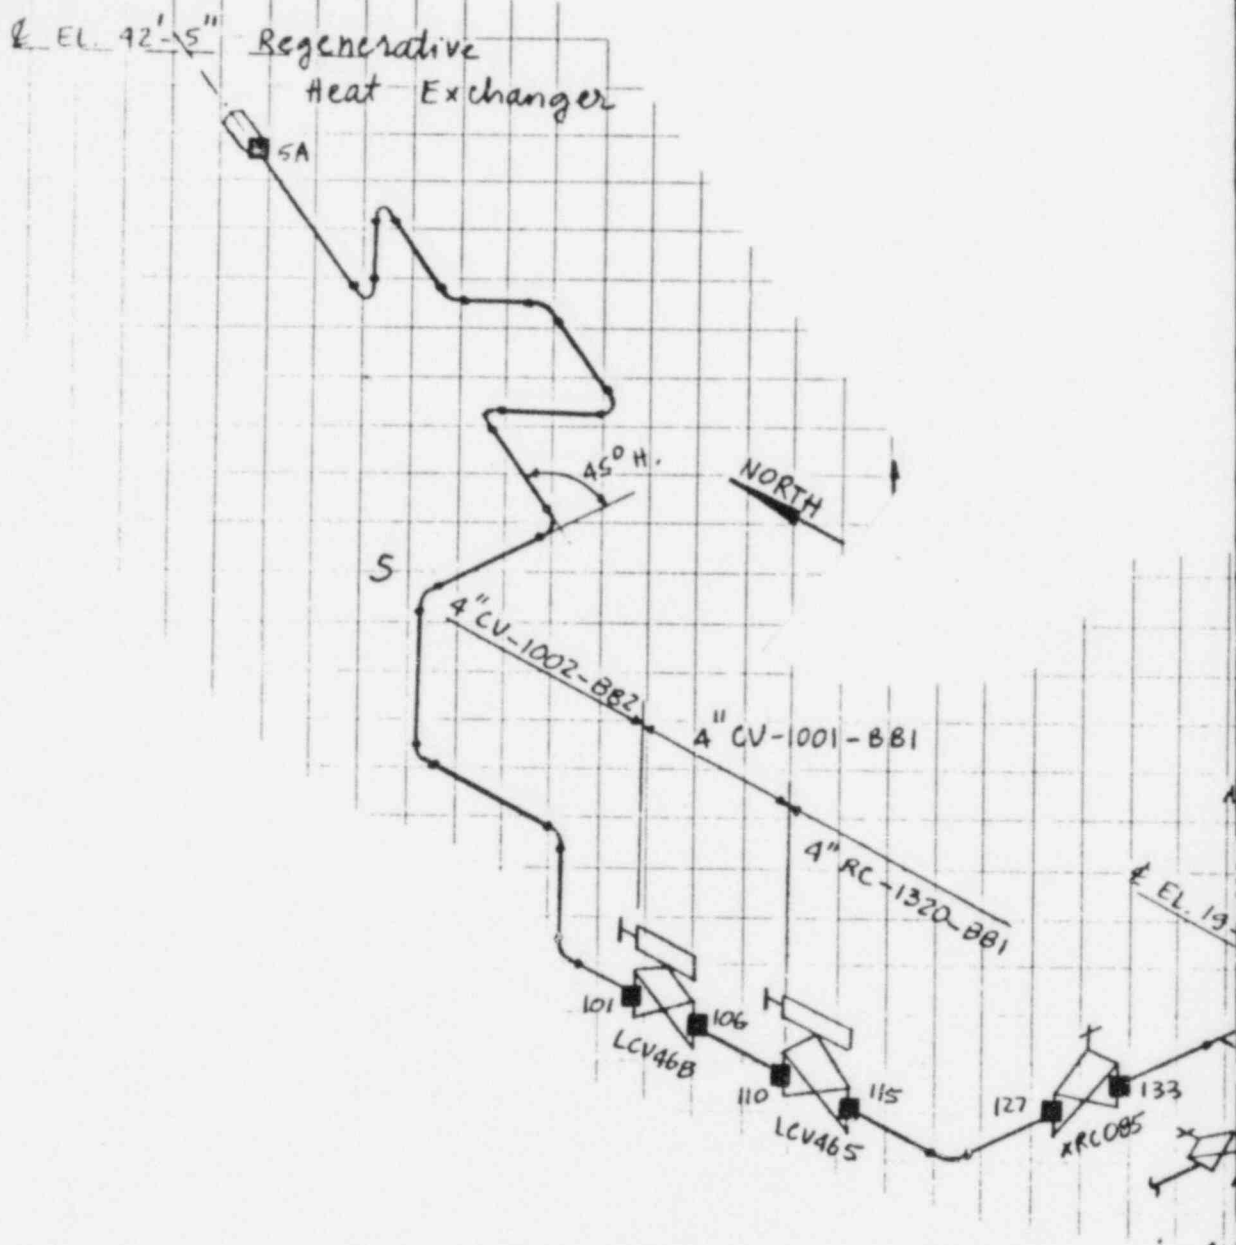 ℄ EL. 42'-5" Regenerative
Heat Exchanger
5A
45° H.
NORTH
5
4" CV-1002-BB2
4" CV-1001-BB1
4" RC-1320-BB1
℄ EL. 19-
101
106
LCV46B
110
115
LCV465
127
133
xRC085